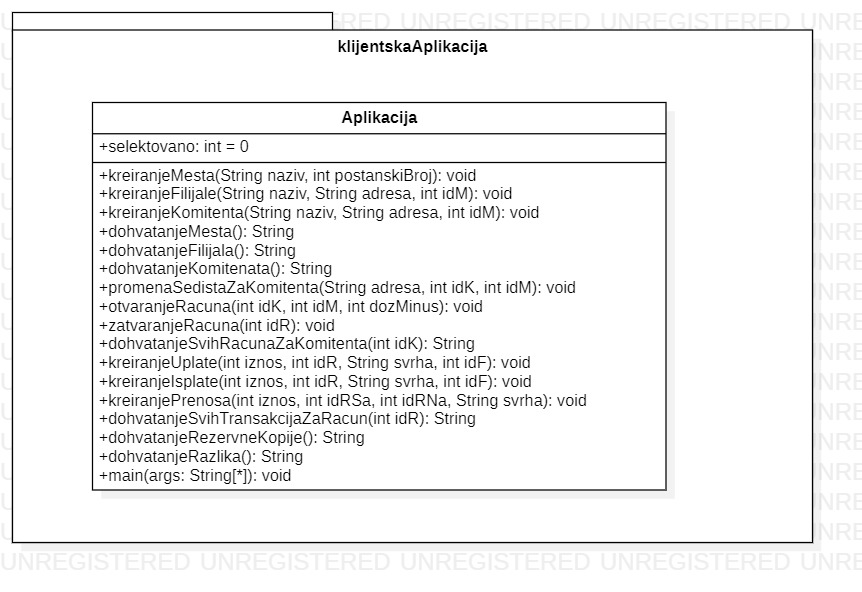 klijentskaAplikacija
Aplikacija
+selektovano: int = 0
+kreiranjeMesta(String naziv, int postanskiBroj): void
+kreiranjeFilijale(String naziv, String adresa, int idM): void
+kreiranjeKomitenta(String naziv, String adresa, int idM): void
+dohvatanjeMesta(): String
+dohvatanjeFilijala(): String
+dohvatanjeKomitenata(): String
+promenaSedistaZaKomitenta(String adresa, int idK, int idM): void
+otvaranjeRacuna(int idK, int idM, int dozMinus): void
+zatvaranjeRacuna(int idR): void
+dohvatanjeSvihRacunaZaKomitenta(int idK): String
+kreiranjeUplate(int iznos, int idR, String svrha, int idF): void
+kreiranjeIsplate(int iznos, int idR, String svrha, int idF): void
+kreiranjePrenosa(int iznos, int idRSa, int idRNa, String svrha): void
+dohvatanjeSvihTransakcijaZaRacun(int idR): String
+dohvatanjeRezervneKopije(): String
+dohvatanjeRazlika(): String
+main(args: String[*]): void
UNREGISTERED UNREGISTERED UNREGISTERED UNREGISTERED